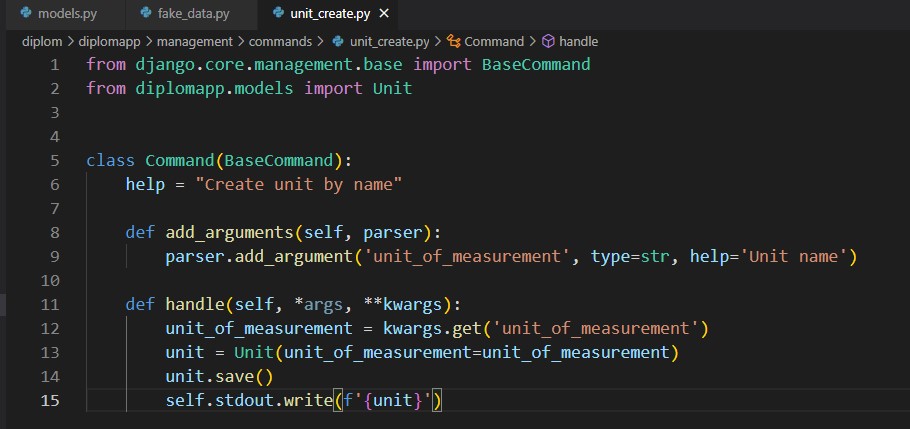 models.py fake_data.py unit_create.py ×
diplom > diplomapp > management > commands > unit_create.py > Command > handle
1 from django.core.management.base import BaseCommand
2 from diplomapp.models import Unit
3
4
5 class Command(BaseCommand):
6     help = "Create unit by name"
7
8     def add_arguments(self, parser):
9         parser.add_argument('unit_of_measurement', type=str, help='Unit name')
10
11     def handle(self, *args, **kwargs):
12         unit_of_measurement = kwargs.get('unit_of_measurement')
13         unit = Unit(unit_of_measurement=unit_of_measurement)
14         unit.save()
15         self.stdout.write(f'{unit}')